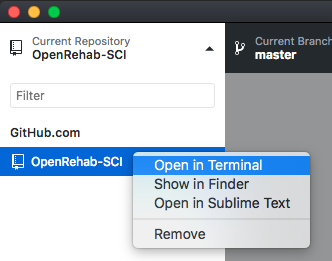 Current Repository
OpenRehab-SCI
Current Branch
master
Filter
GitHub.com
OpenRehab-SCI
Open in Terminal
Show in Finder
Open in Sublime Text
Remove